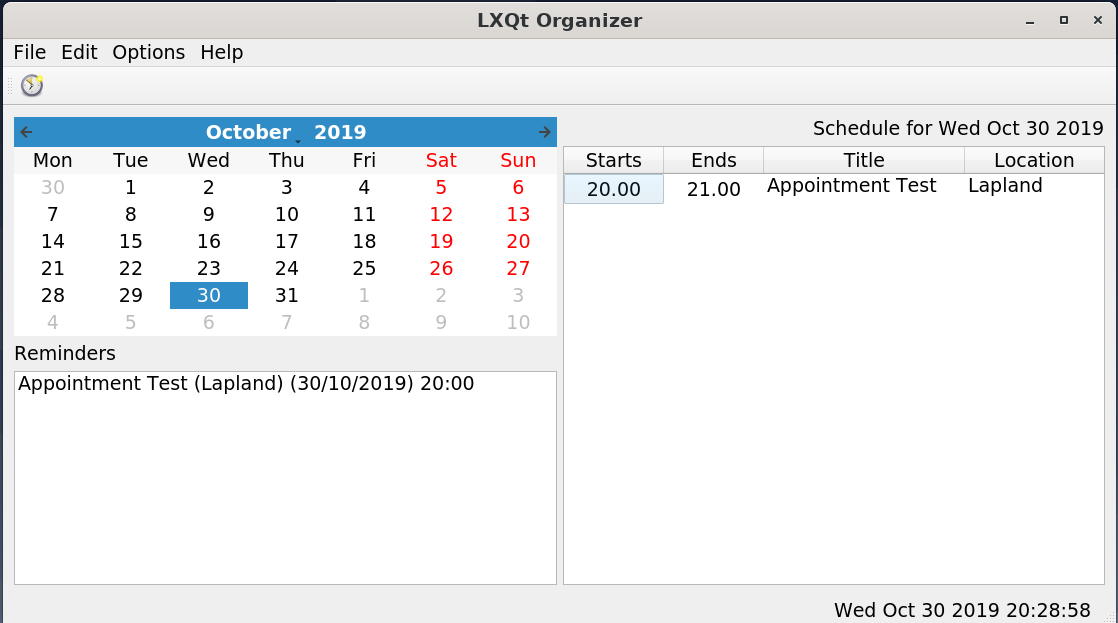 LXQt Organizer
File Edit Options Help
October 2019
Mon Tue Wed Thu Fri Sat Sun
30 1 2 3 4 5 6
7 8 9 10 11 12 13
14 15 16 17 18 19 20
21 22 23 24 25 26 27
28 29 30 31 1 2 3
4 5 6 7 8 9 10
Reminders
Appointment Test (Lapland) (30/10/2019) 20:00
Schedule for Wed Oct 30 2019
Starts Ends Title Location
20.00 21.00 Appointment Test Lapland
Wed Oct 30 2019 20:28:58